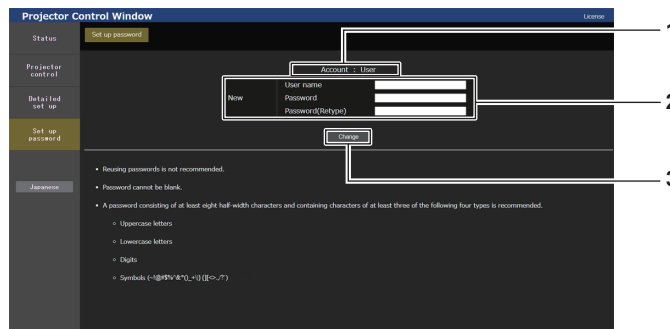 Projector Control Window
License
Status
Projector
control
Detailed
set up
Set up
password
Japanese
Set up password
1
Account : User
New
User name
Password
Password(Retype)
2
Change
3
• Reusing passwords is not recommended.
• Password cannot be blank.
• A password consisting of at least eight half-width characters and containing characters of at least three of the following four types is recommended.
Uppercase letters
Lowercase letters
Digits
Symbols